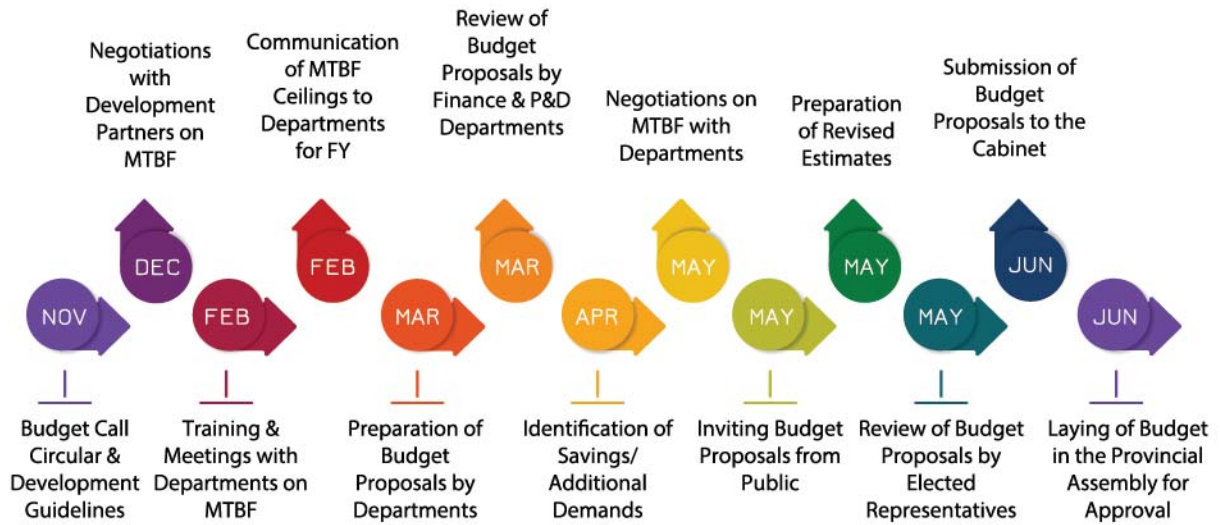 NOV
Budget Call
Circular &
Development
Guidelines
Negotiations
with
Development
Partners on
MTBF
DEC
FEB
Training &
Meetings with
Departments on
MTBF
Communication
of MTBF
Ceilings to
Departments
for FY
FEB
MAR
Preparation of
Budget
Proposals by
Departments
Review of
Budget
Proposals by
Finance & P&D
Departments
MAR
APR
Identification of
Savings/
Additional
Demands
Negotiations on
MTBF with
Departments
MAY
MAY
Inviting Budget
Proposals from
Public
Preparation
of Revised
Estimates
MAY
MAY
Review of Budget
Proposals by
Elected
Representatives
Submission of
Budget
Proposals to the
Cabinet
JUN
JUN
Laying of Budget
in the Provincial
Assembly for
Approval